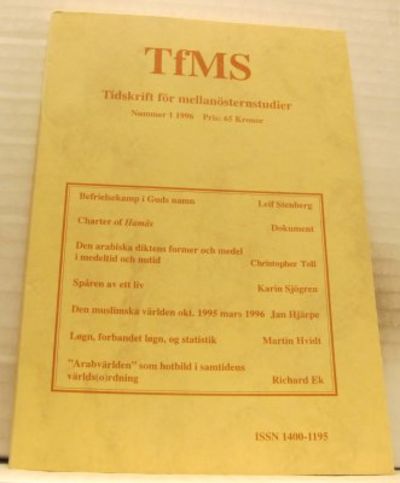 TfMS
Tidskrift för mellanösternstudier
Nummer 1 1996 Pris: 65 Kronor
Befrielsekamp i Guds namn Leif Stenberg
Charter of Hamās Dokument
Den arabiska diktens former och medel
i medeltid och nutid Christopher Toll
Spåren av ett liv Karin Sjögren
Den muslimská världen okt. 1995 mars 1996 Jan Hjärpe
Løgn, forbandet løgn, og statistik Martin Hvidt
"Arabvärlden" som hotbild i samtidens
världs(o)rdning Richard Ek
ISSN 1400-1195